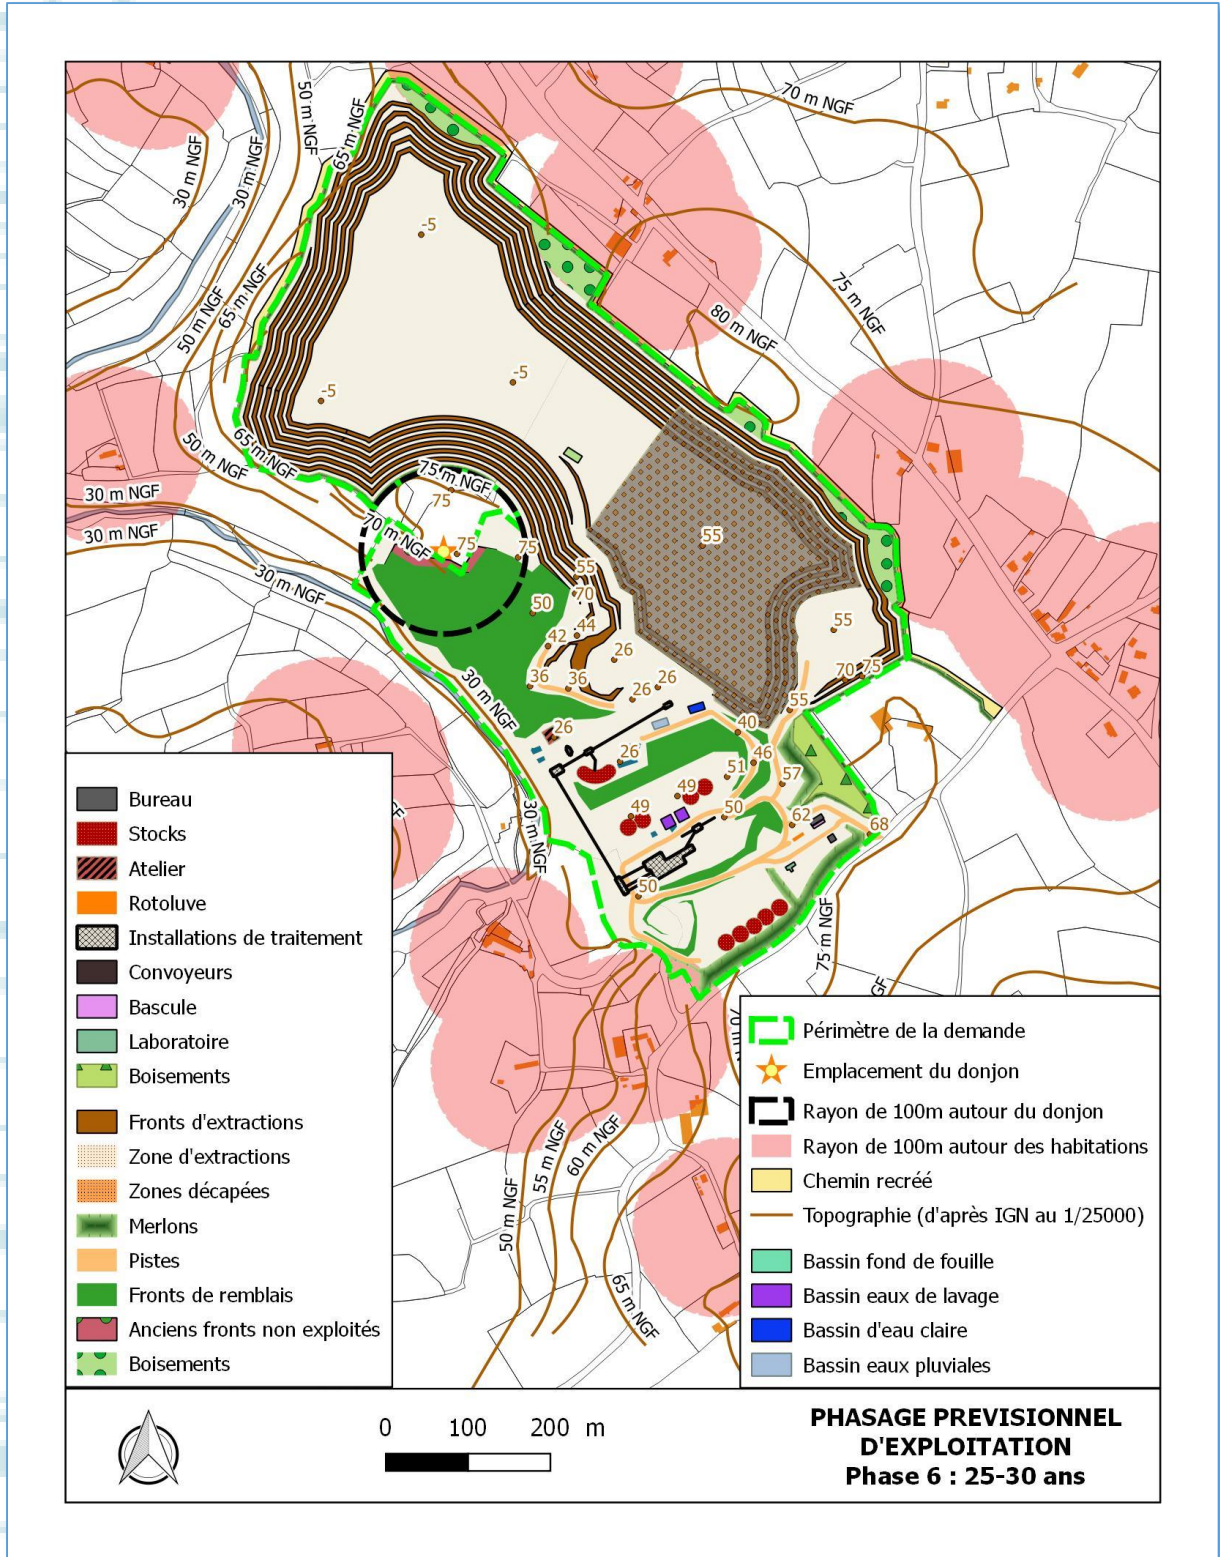 50 m NGF
70 m NGF
65 m NGF
30 m NGF
30 m NGF
-5
65 m NGF
50 m NGF
75 m NGF
80 m NGF
-5
-5
65 m NGF
50 m NGF
75 m NGF
75
30 m NGF
70 m NGF
30 m NGF
75
75
55
55
30 m NGF
70
50
44
55
42
26
70
75
36
36
26
26
30 m NGF
55
26
40
26
46
51
57
49
49
50
62
68
30 m NGF
50
75 m NGF
GF
70 m N
55 m NGF
60 m NGF
50 m NGF
65 m NGF
Bureau
Stocks
Atelier
Rotoluve
Installations de traitement
Convoyeurs
Bascule
Laboratoire
Boisements
Fronts d'extractions
Zone d'extractions
Zones décapées
Merlons
Pistes
Fronts de remblais
Anciens fronts non exploités
Boisements
Périmètre de la demande
Emplacement du donjon
Rayon de 100m autour du donjon
Rayon de 100m autour des habitations
Chemin recréé
Topographie (d'après IGN au 1/25000)
Bassin fond de fouille
Bassin eaux de lavage
Bassin d'eau claire
Bassin eaux pluviales
0 100 200 m
PHASAGE PREVISIONNEL
D'EXPLOITATION
Phase 6 : 25-30 ans